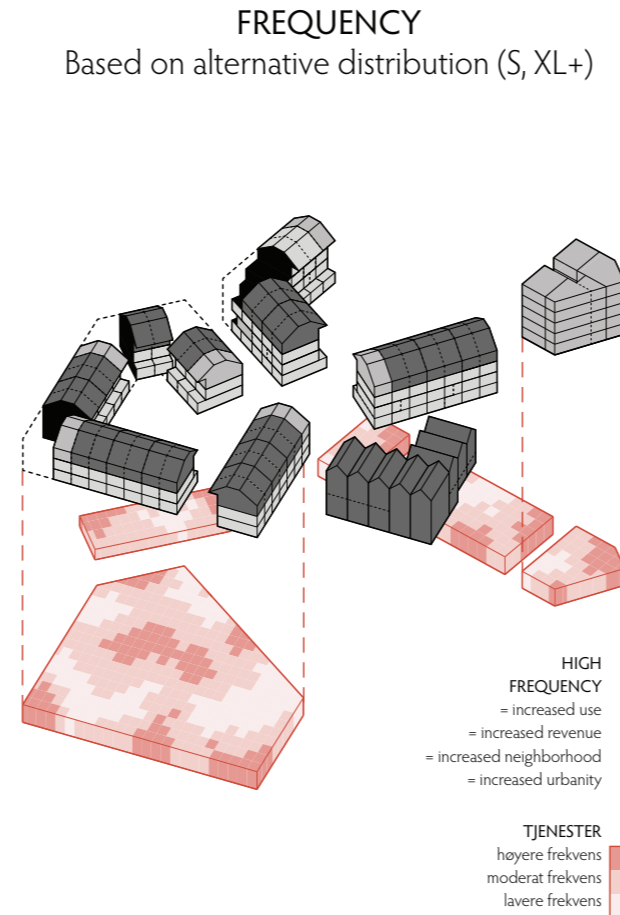 FREQUENCY
Based on alternative distribution (S, XL+)
HIGH
FREQUENCY
= increased use
= increased revenue
= increased neighborhood
= increased urbanity
TJENESTER
høyere frekvens
moderat frekvens
lavere frekvens